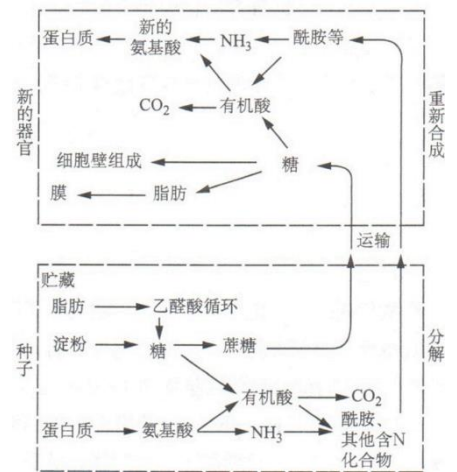 蛋白质
新的
氨基酸
NH₃
酰胺等
CO₂
有机酸
新的器官
重新合成
细胞壁组成
糖
膜
脂肪
运输
贮藏
脂肪
乙醛酸循环
种子
淀粉
糖
蔗糖
分解
有机酸
CO₂
蛋白质
氨基酸
NH₃
酰胺、
其他含N
化合物